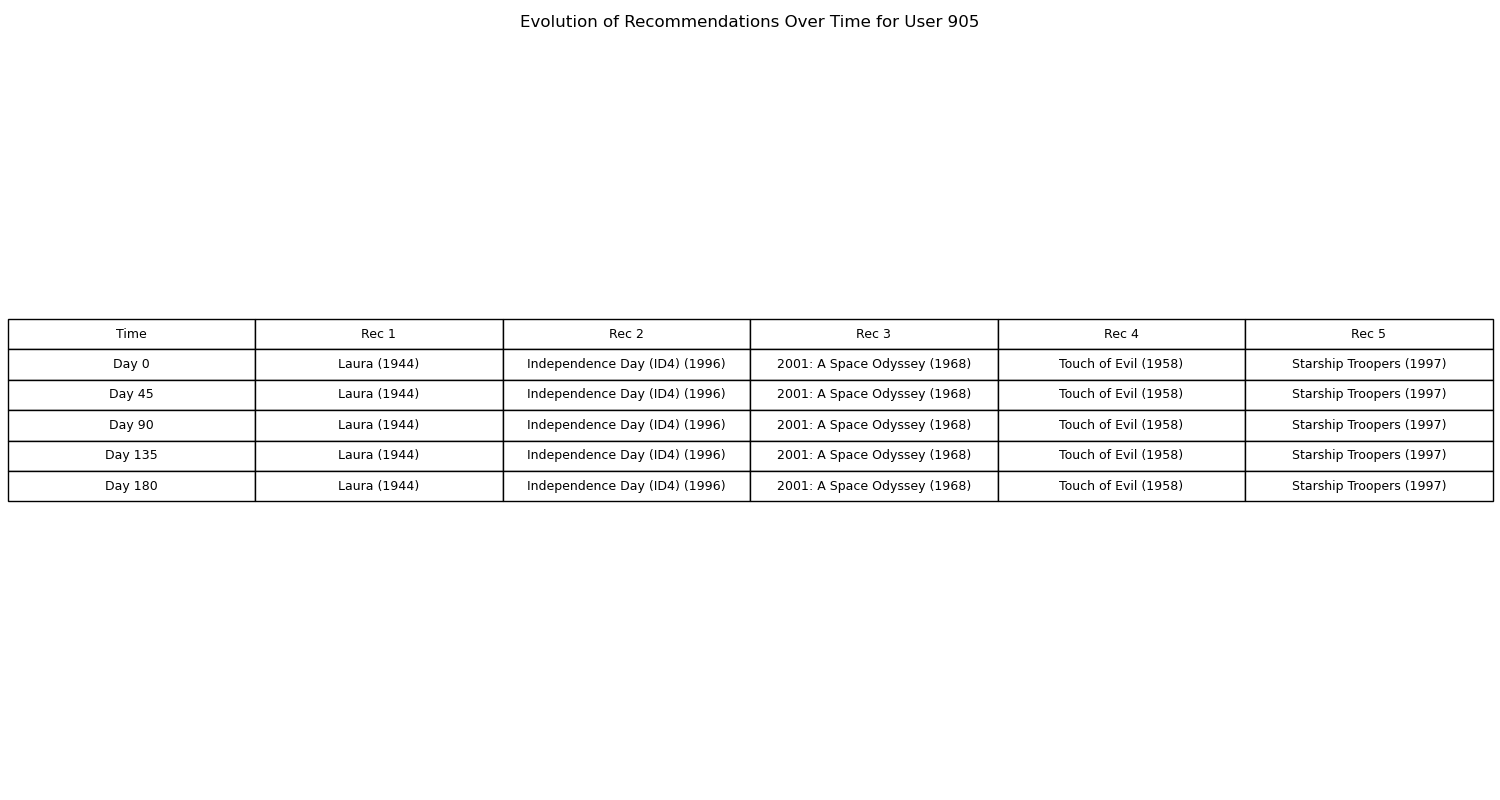 Evolution of Recommendations Over Time for User 905
Time Rec 1 Rec 2 Rec 3 Rec 4 Rec 5
Day 0 Laura (1944) Independence Day (ID4) (1996) 2001: A Space Odyssey (1968) Touch of Evil (1958) Starship Troopers (1997)
Day 45 Laura (1944) Independence Day (ID4) (1996) 2001: A Space Odyssey (1968) Touch of Evil (1958) Starship Troopers (1997)
Day 90 Laura (1944) Independence Day (ID4) (1996) 2001: A Space Odyssey (1968) Touch of Evil (1958) Starship Troopers (1997)
Day 135 Laura (1944) Independence Day (ID4) (1996) 2001: A Space Odyssey (1968) Touch of Evil (1958) Starship Troopers (1997)
Day 180 Laura (1944) Independence Day (ID4) (1996) 2001: A Space Odyssey (1968) Touch of Evil (1958) Starship Troopers (1997)